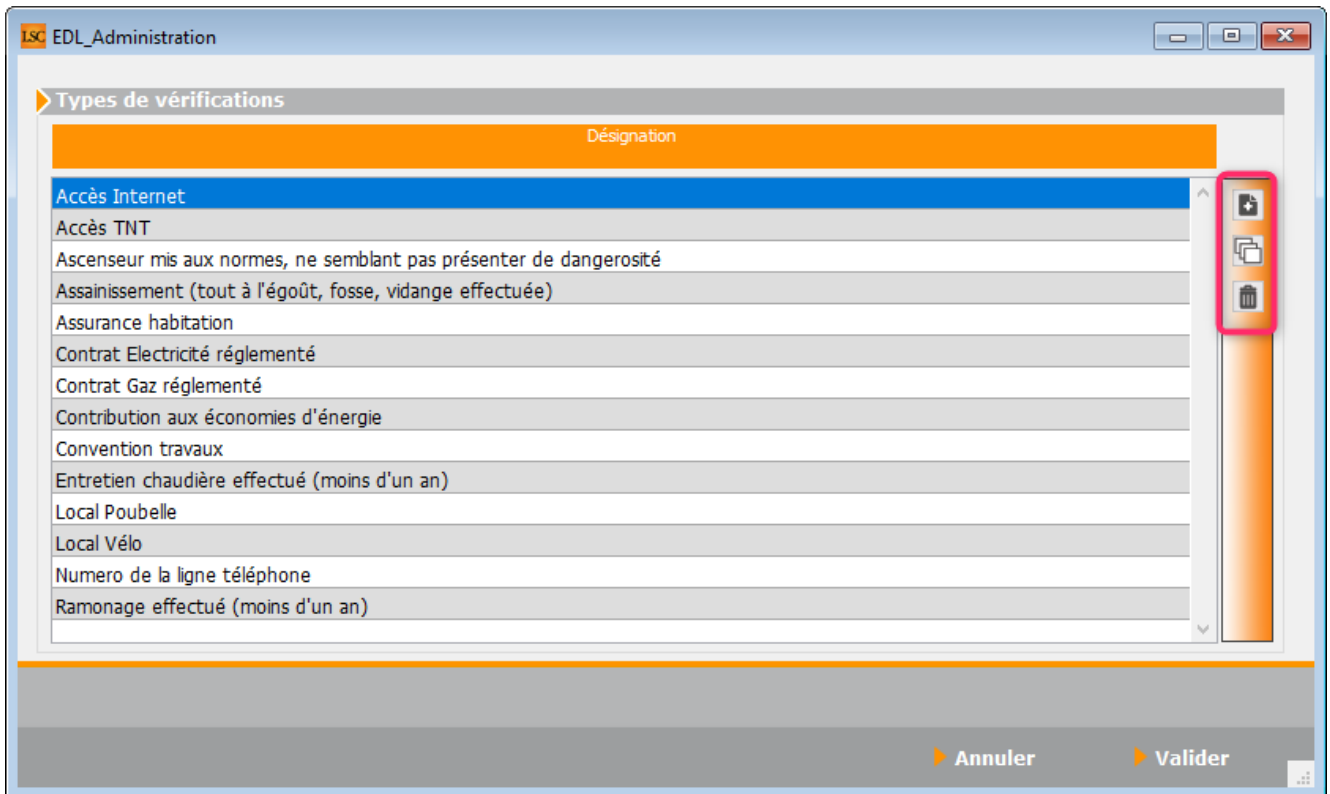 LSC EDL_Administration
Types de vérifications
Désignation
Accès Internet
Accès TNT
Ascenseur mis aux normes, ne semblant pas présenter de dangerosité
Assainissement (tout à l'égoût, fosse, vidange effectuée)
Assurance habitation
Contrat Electricité réglementé
Contrat Gaz réglementé
Contribution aux économies d'énergie
Convention travaux
Entretien chaudière effectué (moins d'un an)
Local Poubelle
Local Vélo
Numero de la ligne téléphone
Ramonage effectué (moins d'un an)
Annuler Valider